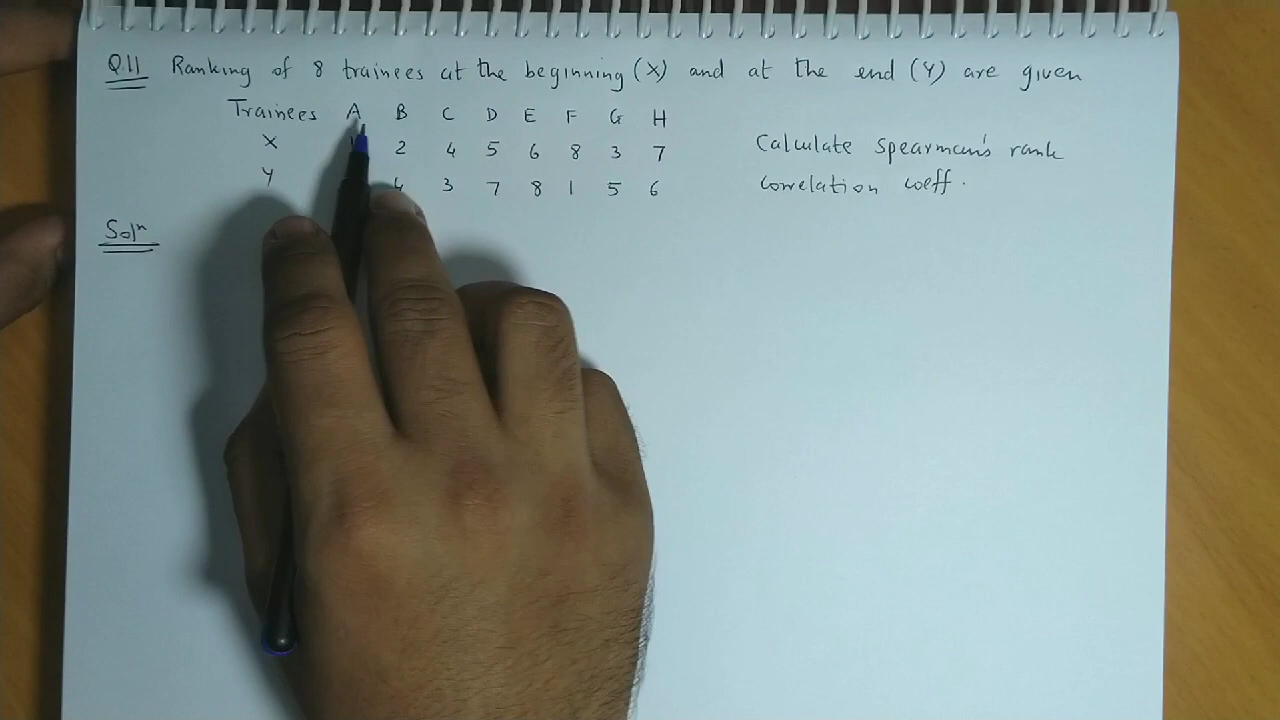 Q11 Ranking of 8 trainees at the beginning (X) and at the end (Y) are given
Trainees A B C D E F G H
X 2 4 5 6 8 3 7
Y 4 3 7 8 1 5 6
Calculate Spearman's rank
correlation coeff.
Solⁿ